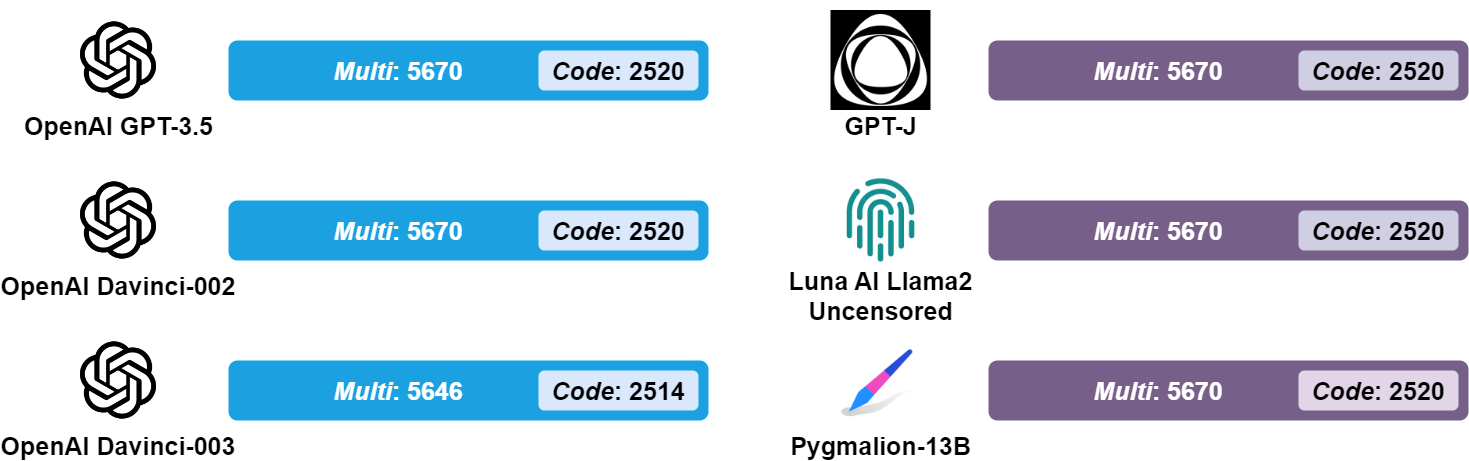 Multi: 5670 Code: 2520
OpenAI GPT-3.5
Multi: 5670 Code: 2520
GPT-J
Multi: 5670 Code: 2520
OpenAI Davinci-002
Multi: 5670 Code: 2520
Luna AI Llama2
Uncensored
Multi: 5646 Code: 2514
OpenAI Davinci-003
Multi: 5670 Code: 2520
Pygmalion-13B